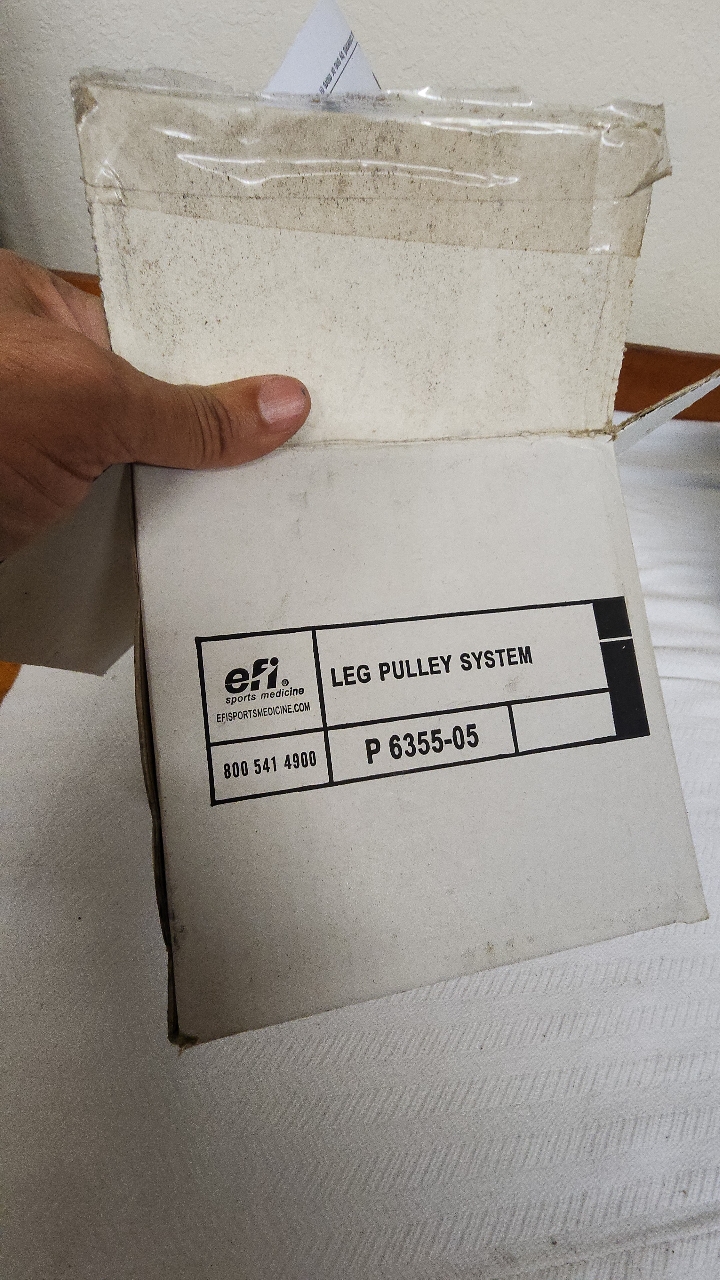 efi®
sports medicine
EFISPORTSMEDICINE.COM
LEG PULLEY SYSTEM
800 541 4900
P 6355-05